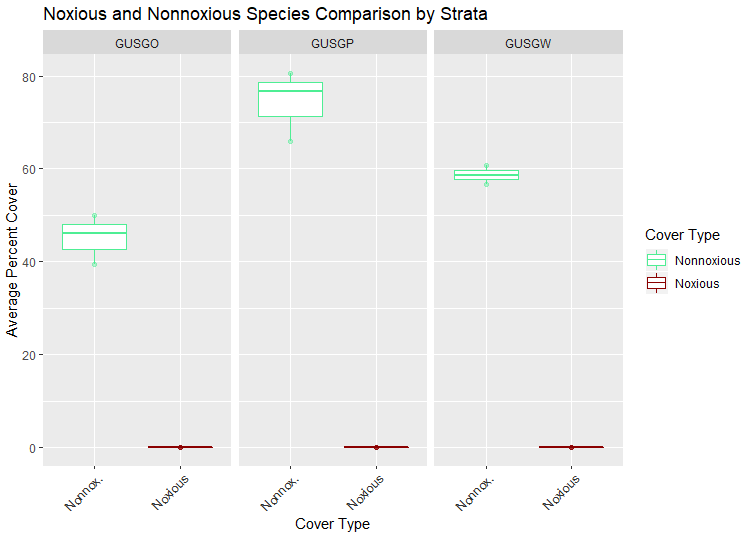 Noxious and Nonnoxious Species Comparison by Strata
GUSGO GUSGP GUSGW
80
60
40
20
0
Average Percent Cover
Nonnox. Noxious Nonnox. Noxious Nonnox. Noxious
Cover Type
Cover Type
Nonnoxious
Noxious